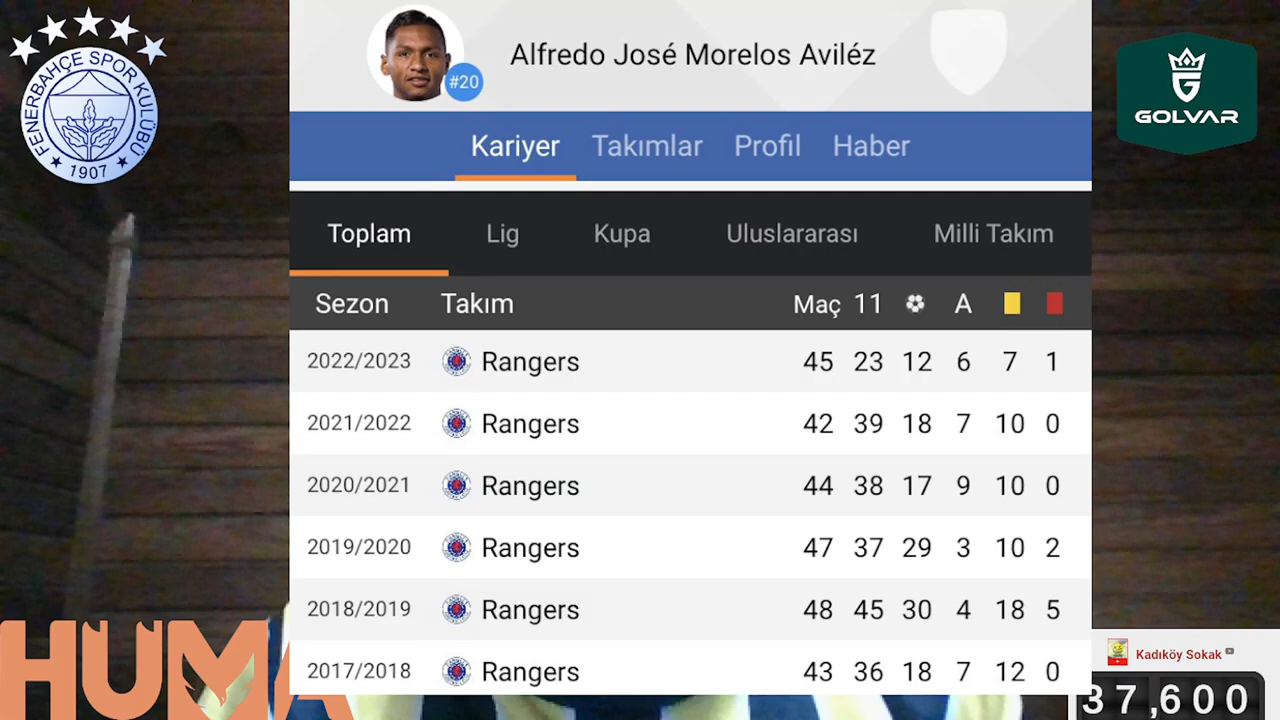 FENERBAHÇE SPOR KULÜBÜ
1907
#20
Alfredo José Morelos Aviléz
GOLVAR
Kariyer Takımlar Profil Haber
Toplam Lig Kupa Uluslararası Milli Takım
Sezon Takım Maç 11 A
2022/2023 Rangers 45 23 12 6 7 1
2021/2022 Rangers 42 39 18 7 10 0
2020/2021 Rangers 44 38 17 9 10 0
2019/2020 Rangers 47 37 29 3 10 2
2018/2019 Rangers 48 45 30 4 18 5
2017/2018 Rangers 43 36 18 7 12 0
HUMA
Kadıköy Sokak
37,600